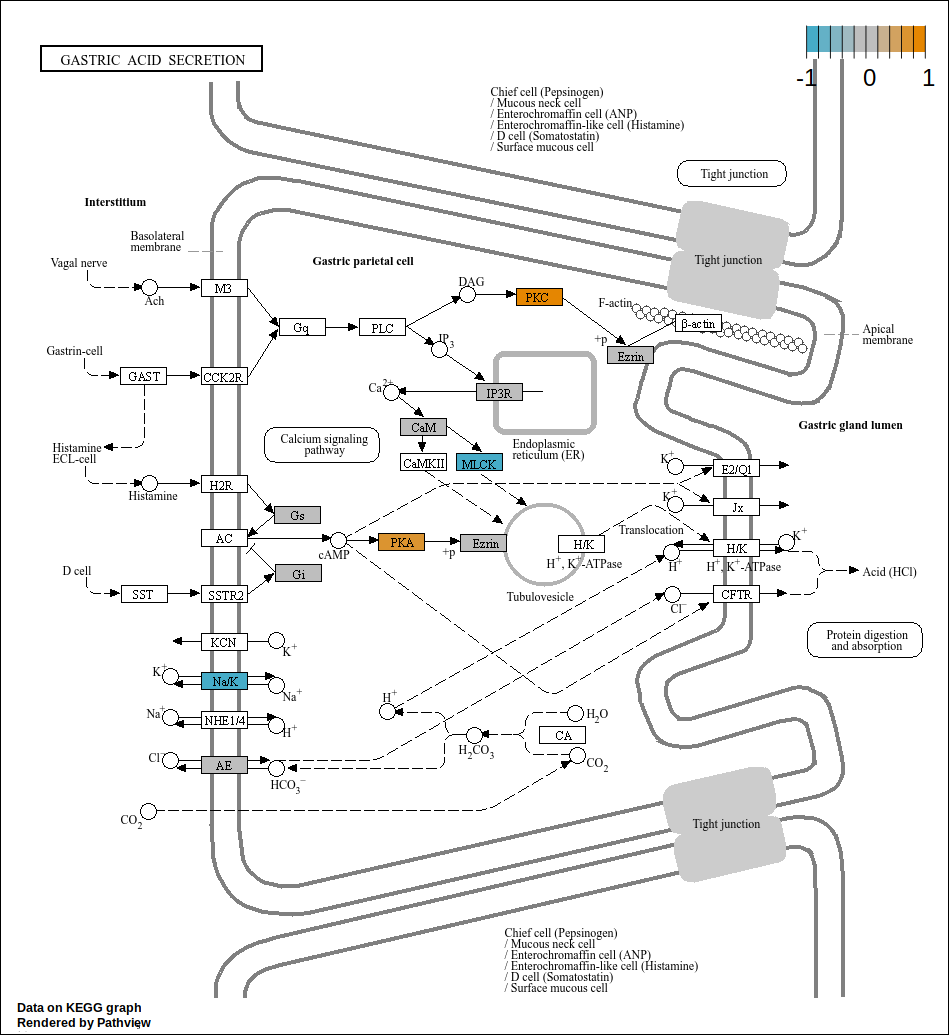 GASTRIC ACID SECRETION
-1 0 1
Chief cell (Pepsinogen)
/ Mucous neck cell
/ Enterochromaffin cell (ANP)
/ Enterochromaffin-like cell (Histamine)
/ D cell (Somatostatin)
/ Surface mucous cell
Tight junction
Interstitium
Basolateral
membrane
Vagal nerve
Gastric parietal cell
Tight junction
Ach
M3
DAG
PKC
F-actin
β-actin
Gq
PLC
IP3
+p
Ezrin
Apical
membrane
Gastrin-cell
GAST
CCK2R
Ca2+
IP3R
CaM
Calcium signaling
pathway
Endoplasmic
reticulum (ER)
Gastric gland lumen
Histamine
ECL-cell
CaMKII
MLCK
K+
E2/Q1
Histamine
H2R
K+
Jx
Gs
AC
cAMP
PKA
+p
Ezrin
Translocation
H/K
H+, K+-ATPase
H+
H/K
H+, K+-ATPase
K+
Gi
D cell
SST
SSTR2
Tubulovesicle
Cl−
CFTR
Acid (HCl)
KCN
K+
Protein digestion
and absorption
K+
Na/K
Na+
Na+
NHE1/4
H+
H+
H2O
CA
H2CO3
CO2
Cl−
AE
HCO3−
CO2
Tight junction
Chief cell (Pepsinogen)
/ Mucous neck cell
/ Enterochromaffin cell (ANP)
/ Enterochromaffin-like cell (Histamine)
/ D cell (Somatostatin)
/ Surface mucous cell
Data on KEGG graph
Rendered by Pathview